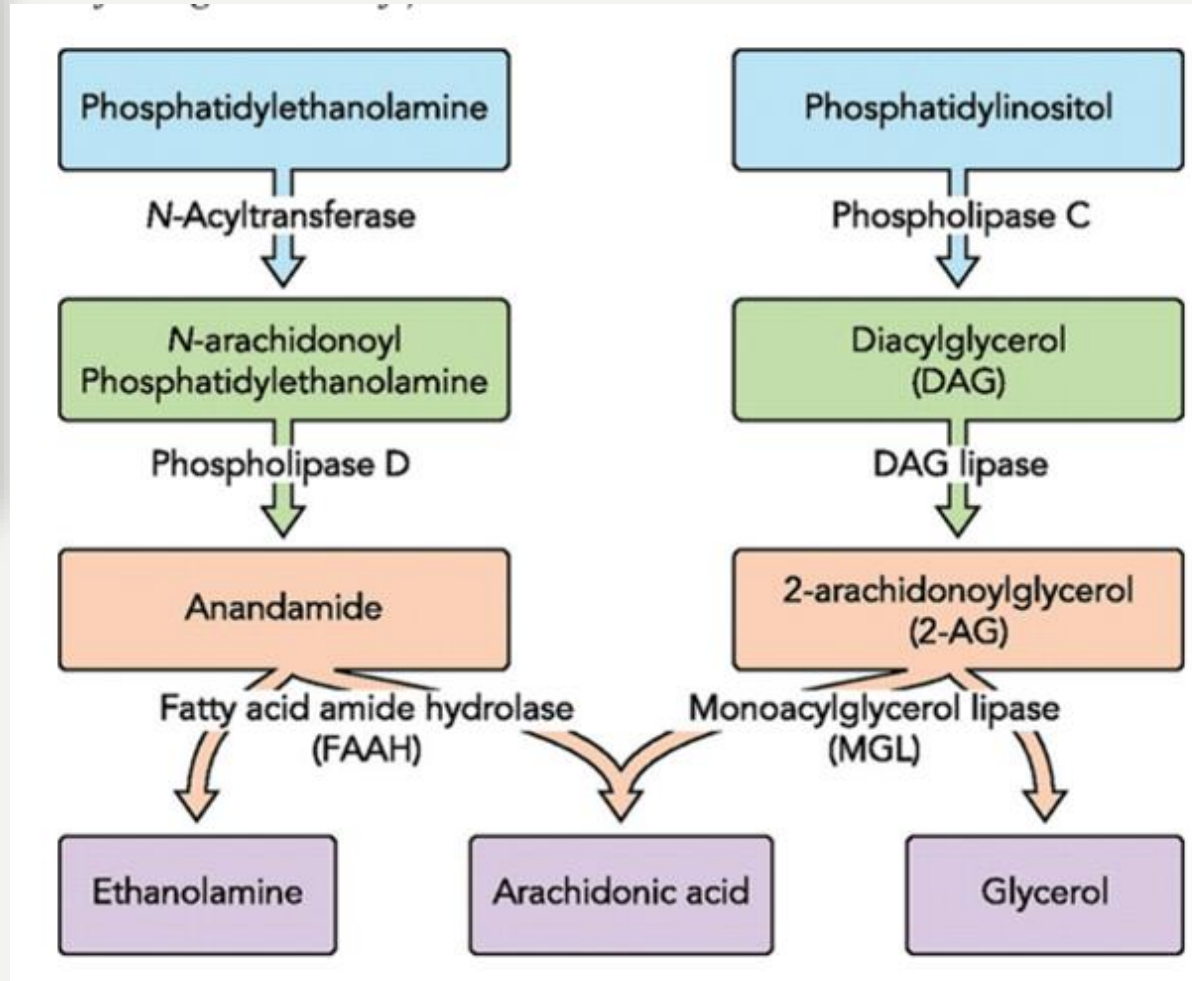 Phosphatidylethanolamine
Phosphatidylinositol
N-Acyltransferase
Phospholipase C
N-arachidonoyl
Phosphatidylethanolamine
Diacylglycerol
(DAG)
Phospholipase D
DAG lipase
Anandamide
2-arachidonoylglycerol
(2-AG)
Fatty acid amide hydrolase
(FAAH)
Monoacylglycerol lipase
(MGL)
Ethanolamine
Arachidonic acid
Glycerol